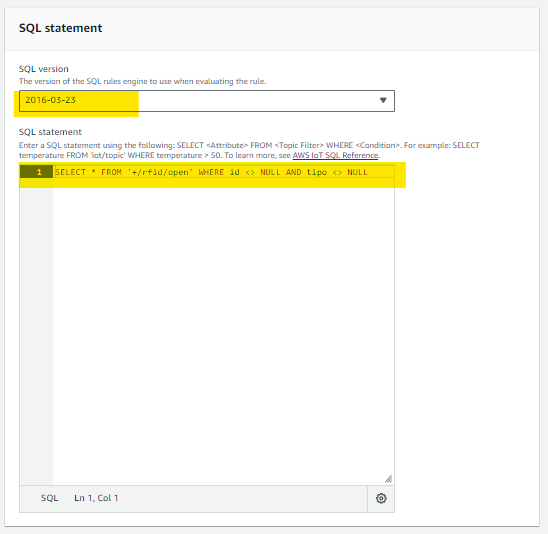 SQL statement
SQL version
The version of the SQL rules engine to use when evaluating the rule.
2016-03-23
SQL statement
Enter a SQL statement using the following: SELECT <Attribute> FROM <Topic Filter> WHERE <Condition>. For example: SELECT
temperature FROM 'iot/topic' WHERE temperature > 50. To learn more, see AWS IoT SQL Reference.
1 SELECT * FROM '+/rfid/open' WHERE id <> NULL AND tipo <> NULL
SQL Ln 1, Col 1